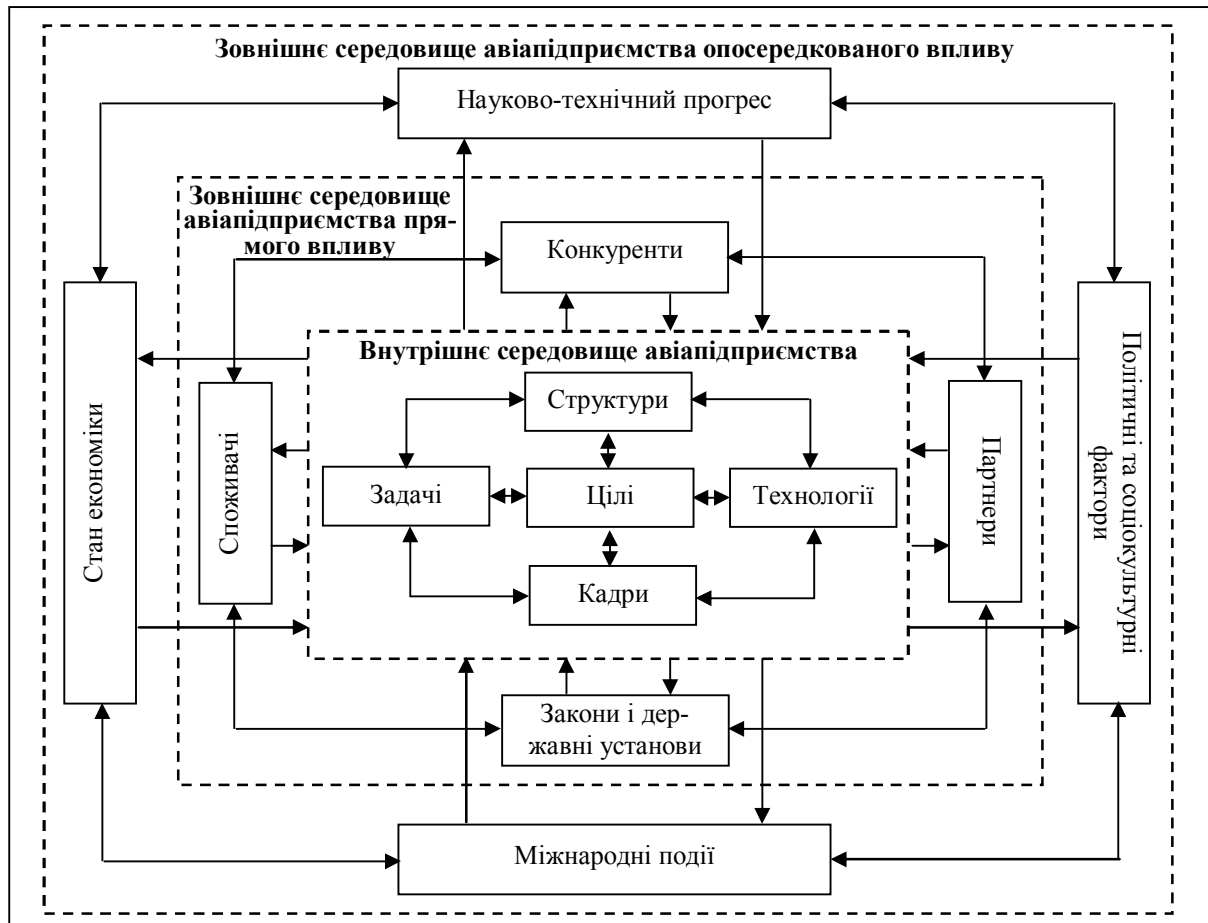 Зовнішнє середовище авіапідприємства опосередкованого впливу
Науково-технічний прогрес
Зовнішнє середовище
авіапідприємства пря-
мого впливу
Конкуренти
Внутрішнє середовище авіапідприємства
Структури
Стан економіки
Споживачі
Задачі
Цілі
Технології
Партнери
Політичні та соціокультурні
фактори
Кадри
Закони і дер-
жавні установи
Міжнародні події